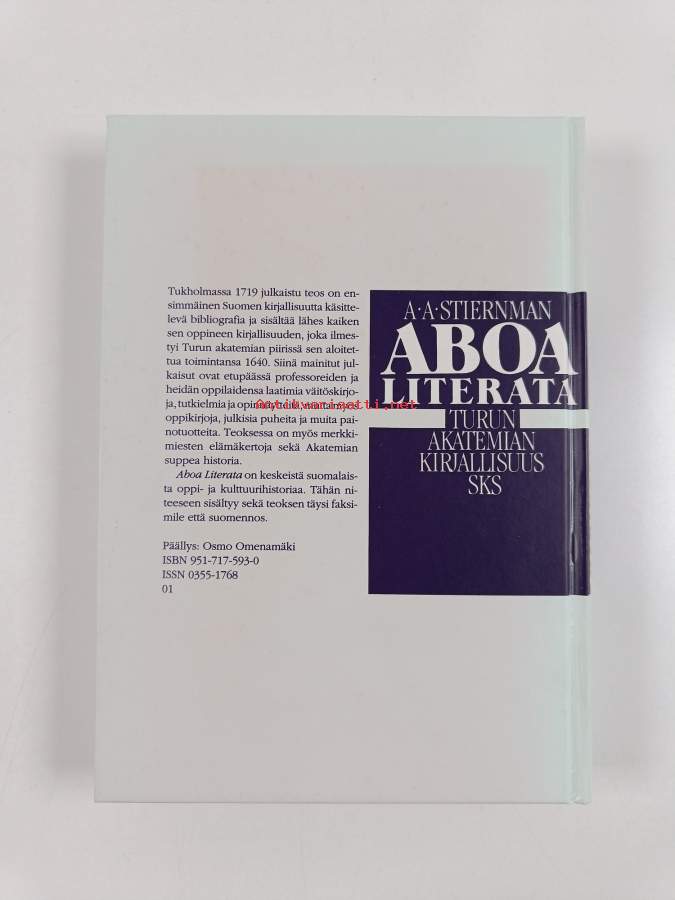 Tukholmassa 1719 julkaistu teos on en-
simmäinen Suomen kirjallisuutta käsitte-
levä bibliografia ja sisältää lähes kaiken
sen oppineen kirjallisuuden, joka ilmes-
tyi Turun akatemian piirissä sen aloitet-
tua toimintansa 1640. Siinä mainitut jul-
kaisut ovat etupäässä professoreiden ja
heidän oppilaidensa laatimia väitöskirjo-
ja, tutkielmia ja
oppikirjoja, julkisia puheita ja muita pai-
notuotteita. Teoksessa on myös merkki-
miesten elämäkertoja sekä Akatemian
suppea historia.
Aboa Literata on keskeistä suomalais-
ta oppi- ja kulttuurihistoriaa. Tähän ni-
teeseen sisältyy sekä teoksen täysi faksi-
mile että suomennos.
Päällys: Osmo Omenamäki
ISBN 951-717-593-0
ISSN 0355-1768
01
A·A·STIERNMAN
ABOA
LITERATA
TURUN
AKATEMIAN
KIRJALLISUUS
SKS
Antikvariaatti.net